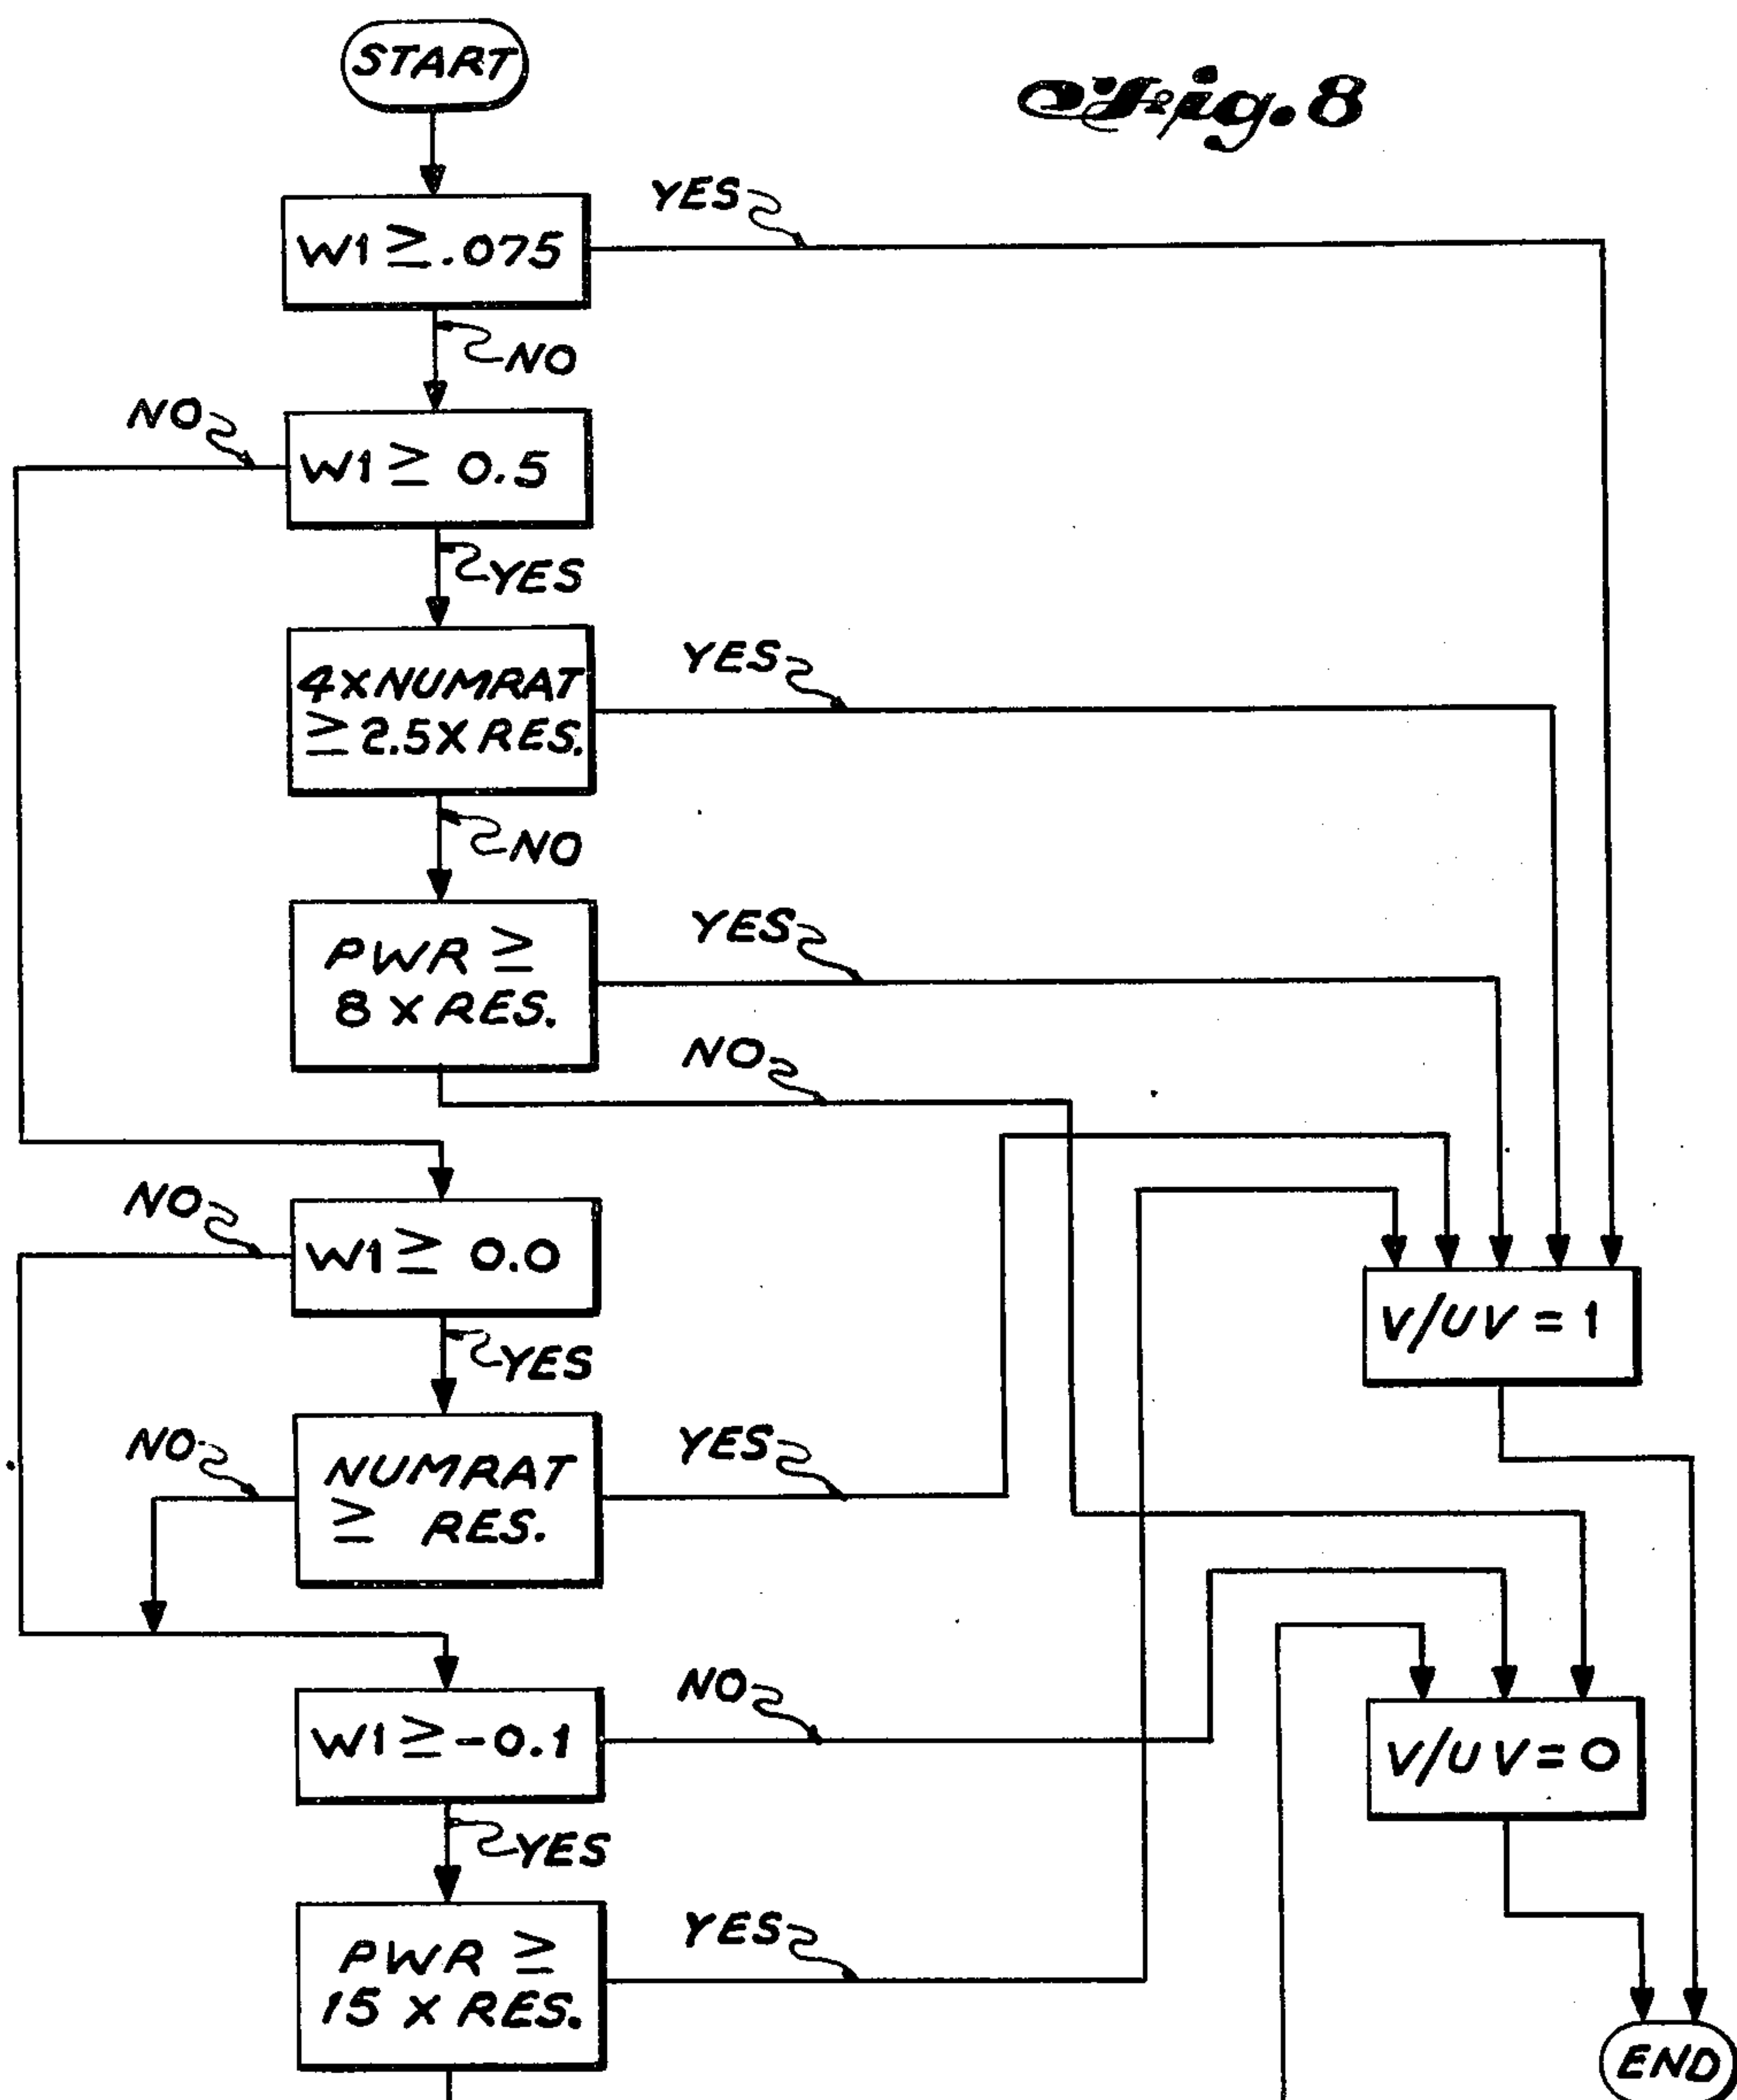 START
Fig. 8
W1 ≥ .075
YES
NO
NO
W1 ≥ 0.5
YES
4 X NUMRAT
≥ 2.5 X RES.
YES
NO
PWR ≥
8 X RES.
YES
NO
NO
W1 ≥ 0.0
YES
V/UV = 1
NO
NUMRAT
≥ RES.
YES
W1 ≥ -0.1
NO
V/UV = 0
YES
PWR ≥
15 X RES.
YES
END